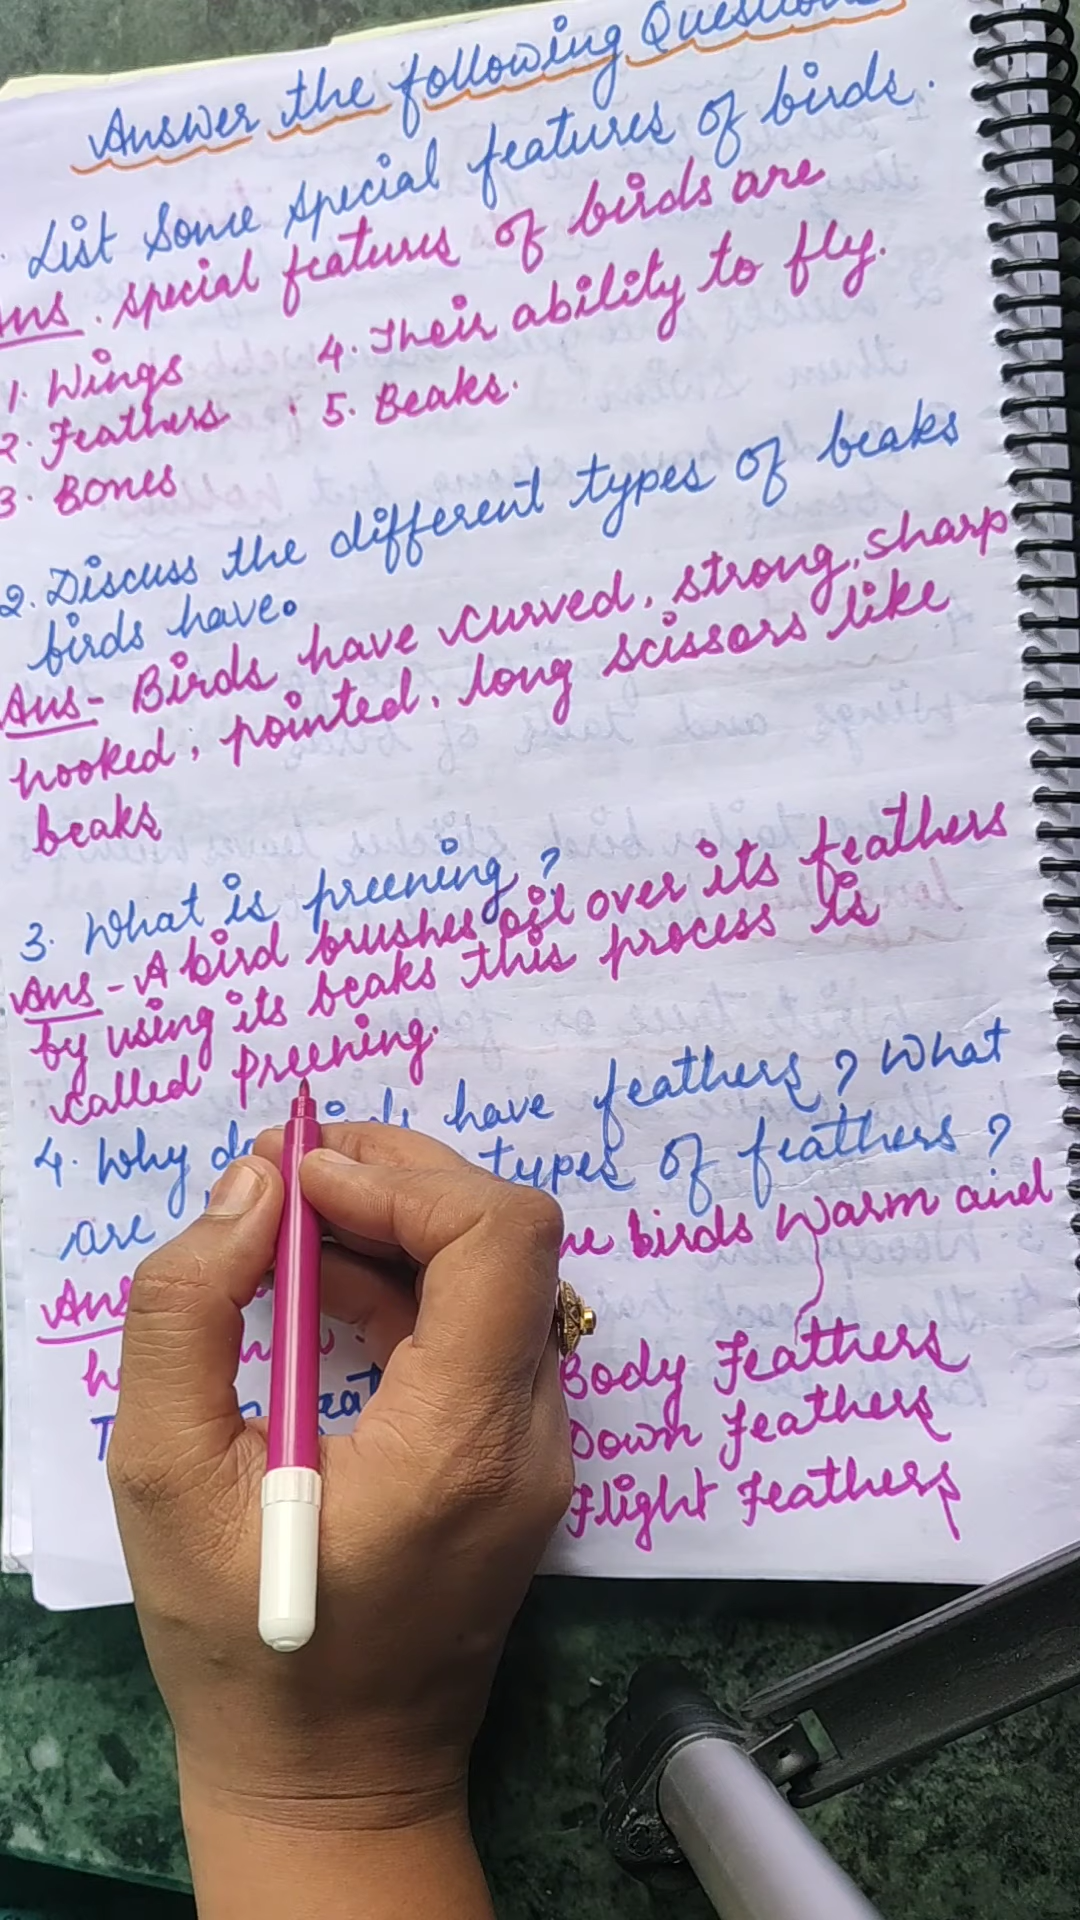 Answer the following Question
List Some special features of birds.
Ans. special features of birds are
1. Wings 4. Their ability to fly.
2. Feathers 5. Beaks.
3. Bones
2. Discuss the different types of beaks
birds have.
Ans- Birds have curved, strong, sharp
hooked, pointed, long scissors like
beaks
3. What is preening?
Ans- A bird brushes oil over its feathers
by using its beaks this process is
called preening.
4. Why do birds have feathers? What
are types of feathers?
Ans birds warm and
Body Feathers
Down Feathers
Flight Feathers